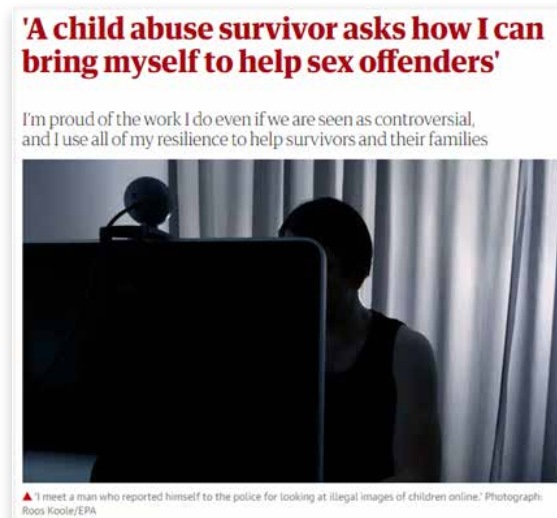 'A child abuse survivor asks how I can
bring myself to help sex offenders'
I'm proud of the work I do even if we are seen as controversial,
and I use all of my resilience to help survivors and their families
▲ 'I meet a man who reported himself to the police for looking at illegal images of children online.' Photograph:
Roos Koole/EPA